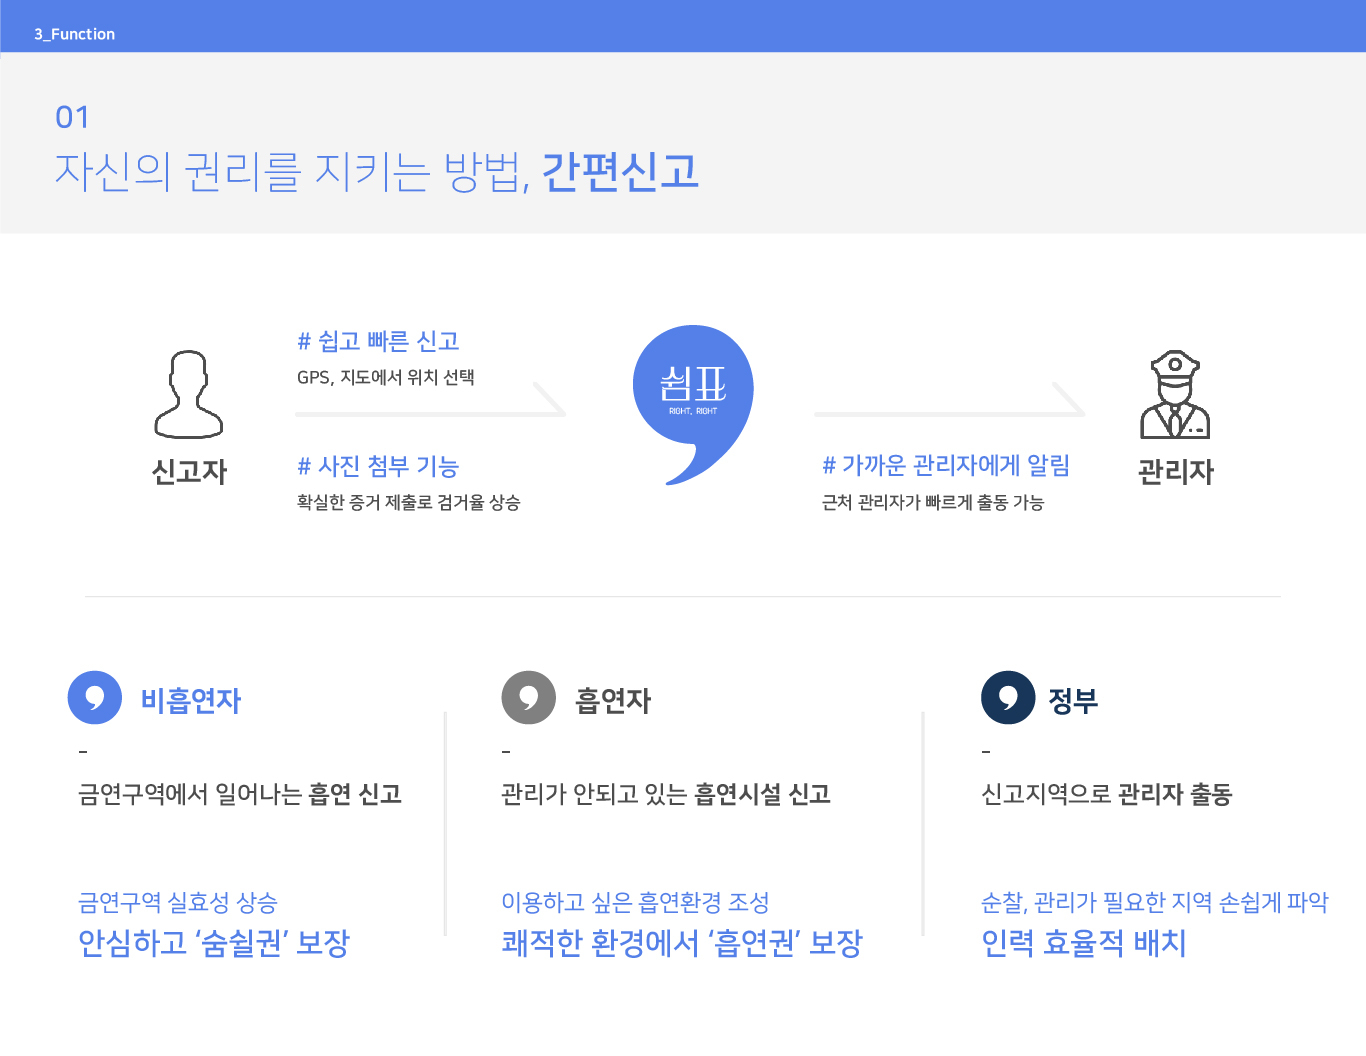 3_Function
01
자신의 권리를 지키는 방법, 간편신고
# 쉽고 빠른 신고
GPS, 지도에서 위치 선택
신고자
# 사진 첨부 기능
확실한 증거 제출로 검거율 상승
쉼표
RIGHT, RIGHT
# 가까운 관리자에게 알림
근처 관리자가 빠르게 출동 가능
관리자
비흡연자
-
금연구역에서 일어나는 흡연 신고
금연구역 실효성 상승
안심하고 ‘숨쉴권’ 보장
흡연자
-
관리가 안되고 있는 흡연시설 신고
이용하고 싶은 흡연환경 조성
쾌적한 환경에서 ‘흡연권’ 보장
정부
-
신고지역으로 관리자 출동
순찰, 관리가 필요한 지역 손쉽게 파악
인력 효율적 배치